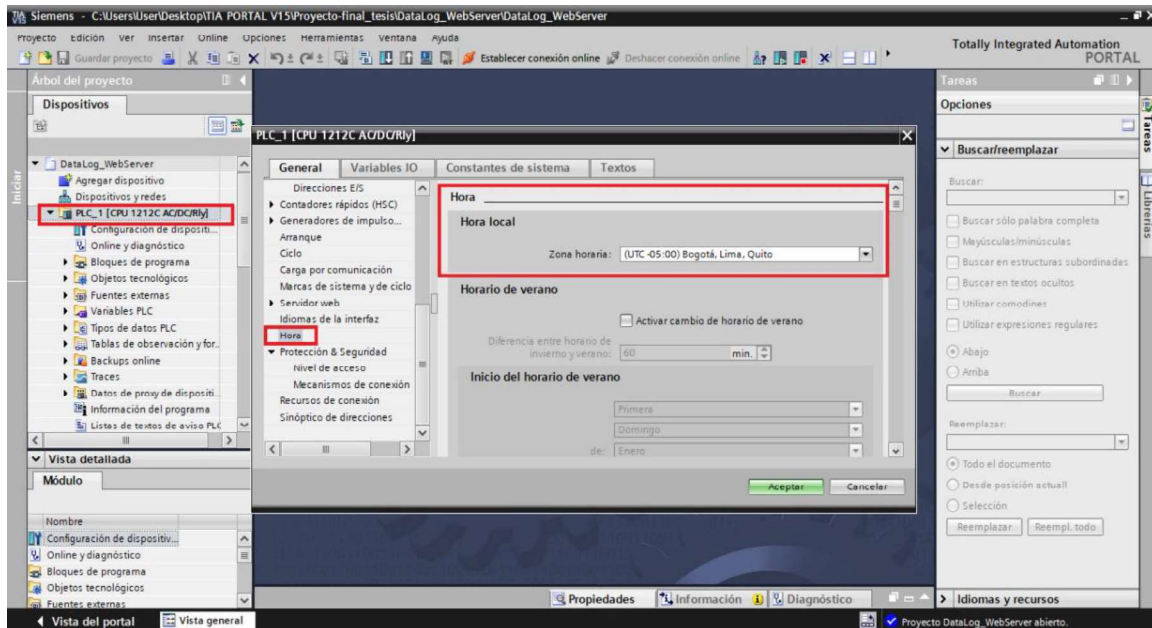 Siemens - C:\Users\User\Desktop\TIA PORTAL V15\Proyecto-final_tesis\DataLog_WebServer\DataLog_WebServer
Proyecto Edición Ver Insertar Online Opciones Herramientas Ventana Ayuda
Totally Integrated Automation
PORTAL
Guardar proyecto
Establecer conexión online
Deshacer conexión online
Árbol del proyecto
Dispositivos
Iniciar
DataLog_WebServer
Agregar dispositivo
Dispositivos y redes
PLC_1 [CPU 1212C AC/DC/Rly]
Configuración de dispositi...
Online y diagnóstico
Bloques de programa
Objetos tecnológicos
Fuentes externas
Variables PLC
Tipos de datos PLC
Tablas de observación y for..
Backups online
Traces
Datos de proxy de dispositi..
Información del programa
Listas de textos de aviso PLC
Vista detallada
Módulo
Nombre
Configuración de dispositiv...
Online y diagnóstico
Bloques de programa
Objetos tecnológicos
Fuentes externas
PLC_1 [CPU 1212C AC/DC/Rly]
X
General
Variables IO
Constantes de sistema
Textos
Direcciones E/S
Contadores rápidos (HSC)
Generadores de impulso...
Arranque
Ciclo
Carga por comunicación
Marcas de sistema y de ciclo
Servidor web
Idiomas de la interfaz
Hora
Protección & Seguridad
Nivel de acceso
Mecanismos de conexión
Recursos de conexión
Sinóptico de direcciones
Hora
Hora local
Zona horaria: (UTC -05:00) Bogotá, Lima, Quito
Horario de verano
Activar cambio de horario de verano
Diferencia entre horario de
invierno y verano: 60 min.
Inicio del horario de verano
Primera
Domingo
de: Enero
Aceptar
Cancelar
Propiedades
Información
Diagnóstico
Tareas
Opciones
Buscar/reemplazar
Buscar:
Buscar sólo palabra completa
Mayúsculas/minúsculas
Buscar en estructuras subordinadas
Buscar en textos ocultos
Utilizar comodines
Utilizar expresiones regulares
Abajo
Arriba
Buscar
Reemplazar:
Todo el documento
Desde posición actuall
Selección
Reemplazar
Reempl. todo
Idiomas y recursos
Tareas
Librerías
Vista del portal
Vista general
Proyecto DataLog_WebServer abierto.